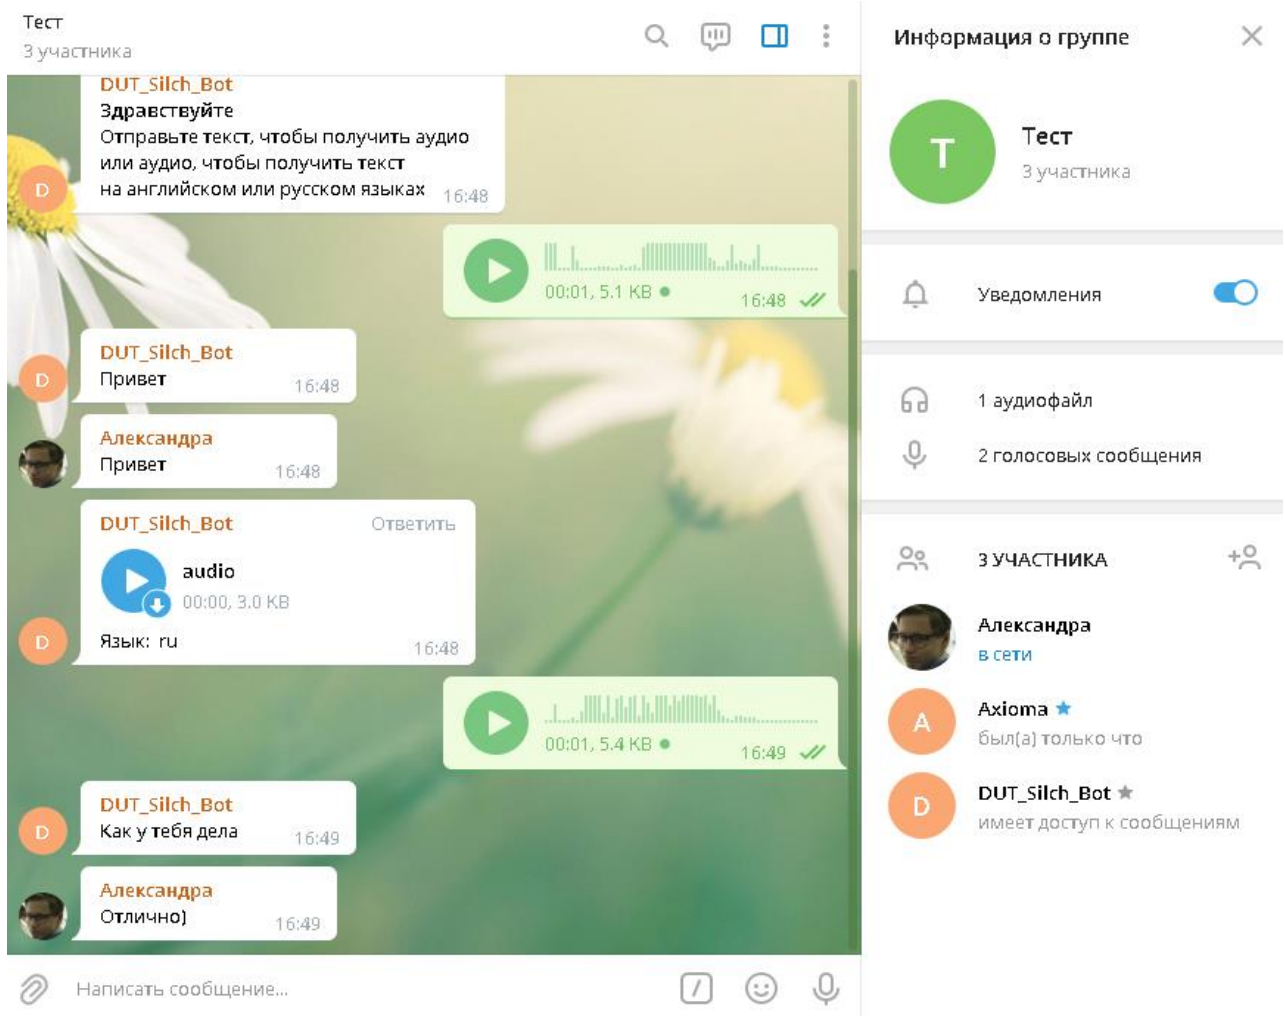 Тест
3 участника
DUT_Silch_Bot
Здравствуйте
Отправьте текст, чтобы получить аудио
или аудио, чтобы получить текст
на английском или русском языках 16:48
D
00:01, 5.1 KB
16:48
DUT_Silch_Bot
Привет
16:48
D
Александра
Привет
16:48
DUT_Silch_Bot Ответить
audio
00:00, 3.0 KB
Язык: ru
16:48
D
00:01, 5.4 KB
16:49
DUT_Silch_Bot
Как у тебя дела
16:49
D
Александра
Отлично)
16:49
Написать сообщение...
Информация о группе
T
Тест
3 участника
Уведомления
1 аудиофайл
2 голосовых сообщения
3 УЧАСТНИКА
Александра
в сети
A
Axioma
был(а) только что
D
DUT_Silch_Bot
имеет доступ к сообщениям